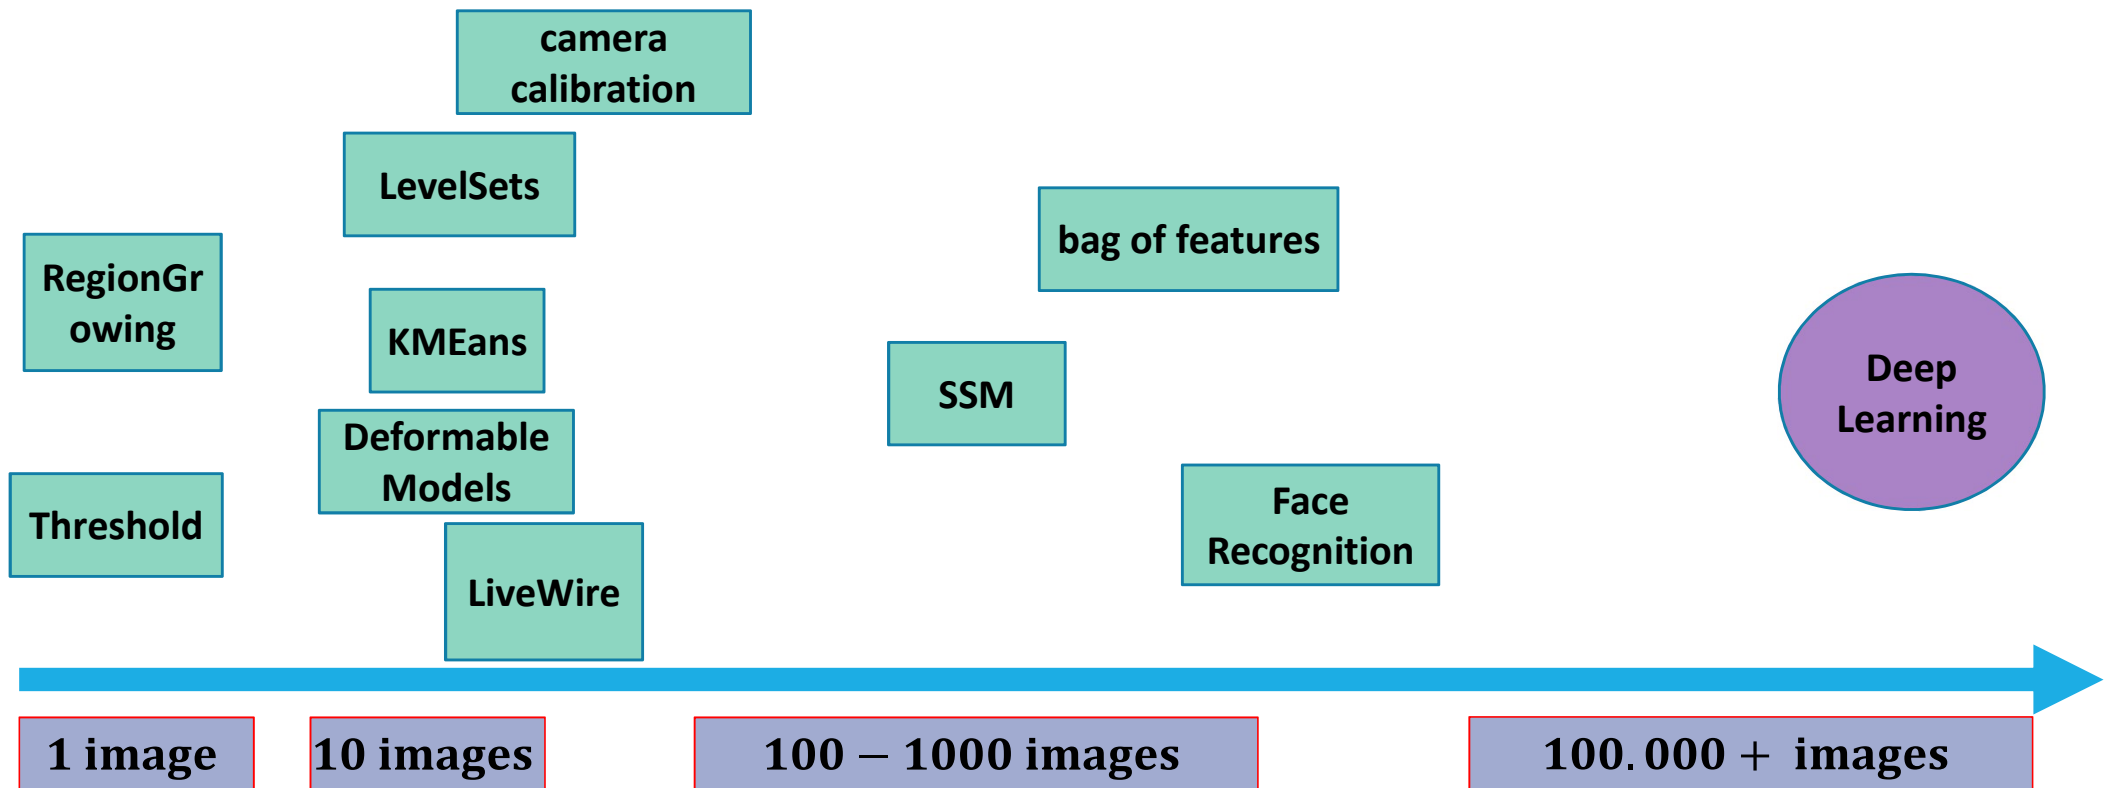 camera
calibration
LevelSets
bag of features
RegionGr
owing
KMEans
SSM
Deep
Learning
Deformable
Models
Threshold
Face
Recognition
LiveWire
1 image
10 images
100 − 1000 images
100.000 + images